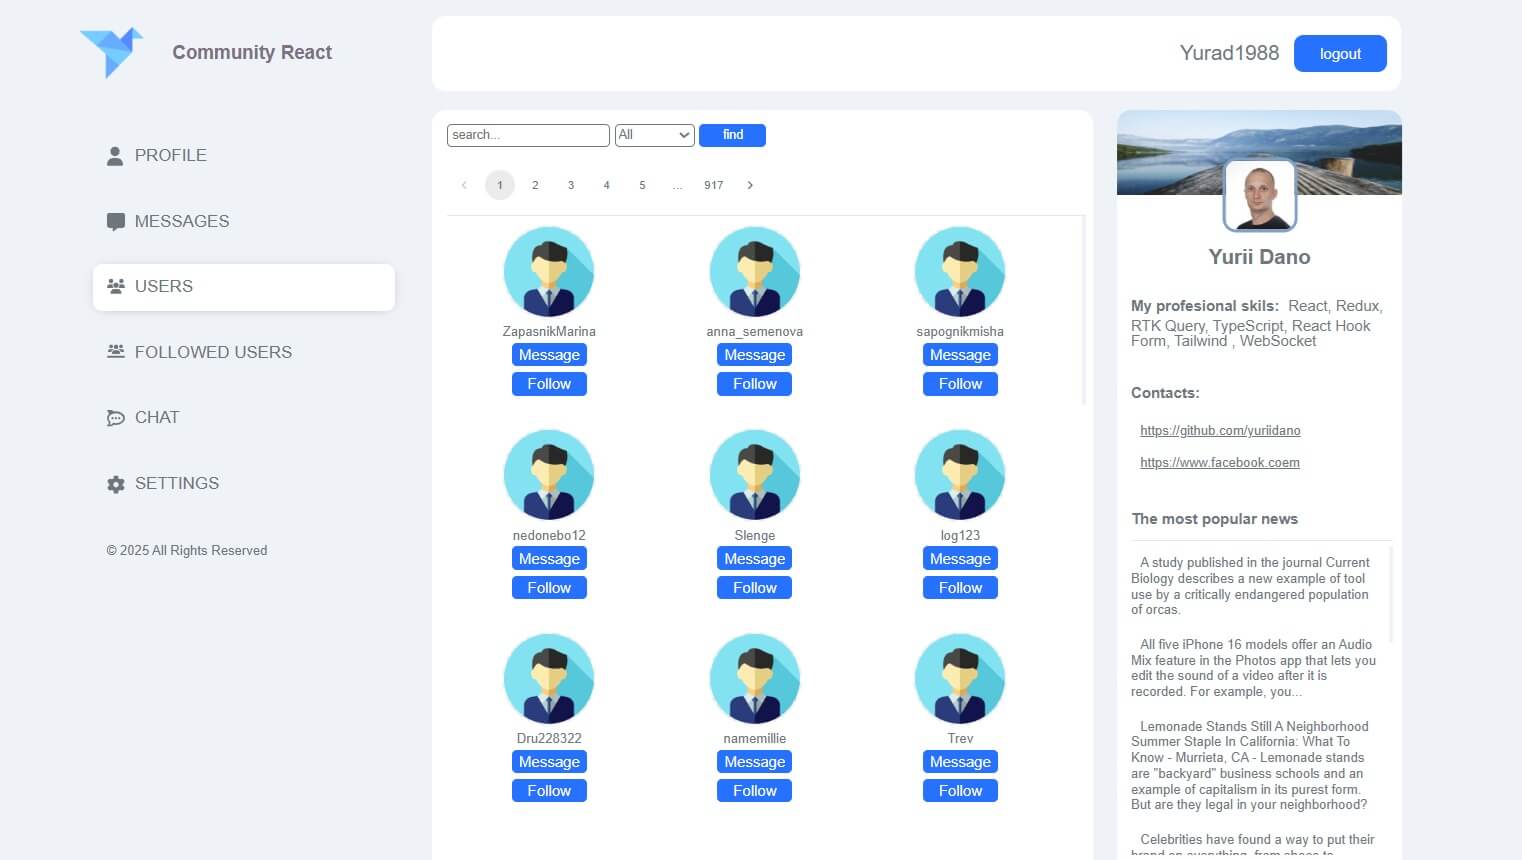 Community React
Yurad1988
logout
PROFILE
MESSAGES
USERS
FOLLOWED USERS
CHAT
SETTINGS
© 2025 All Rights Reserved
search...
All
find
1 2 3 4 5 ... 917
ZapasnikMarina
Message
Follow
anna_semenova
Message
Follow
sapognikmisha
Message
Follow
nedonebo12
Message
Follow
Slenge
Message
Follow
log123
Message
Follow
Dru228322
Message
Follow
namemillie
Message
Follow
Trev
Message
Follow
Yurii Dano
My profesional skils: React, Redux,
RTK Query, TypeScript, React Hook
Form, Tailwind , WebSocket
Contacts:
https://github.com/yuriidano
https://www.facebook.coem
The most popular news
A study published in the journal Current
Biology describes a new example of tool
use by a critically endangered population
of orcas.
All five iPhone 16 models offer an Audio
Mix feature in the Photos app that lets you
edit the sound of a video after it is
recorded. For example, you...
Lemonade Stands Still A Neighborhood
Summer Staple In California: What To
Know - Murrieta, CA - Lemonade stands
are "backyard" business schools and an
example of capitalism in its purest form.
But are they legal in your neighborhood?
Celebrities have found a way to put their
brand on everything, from shoes to